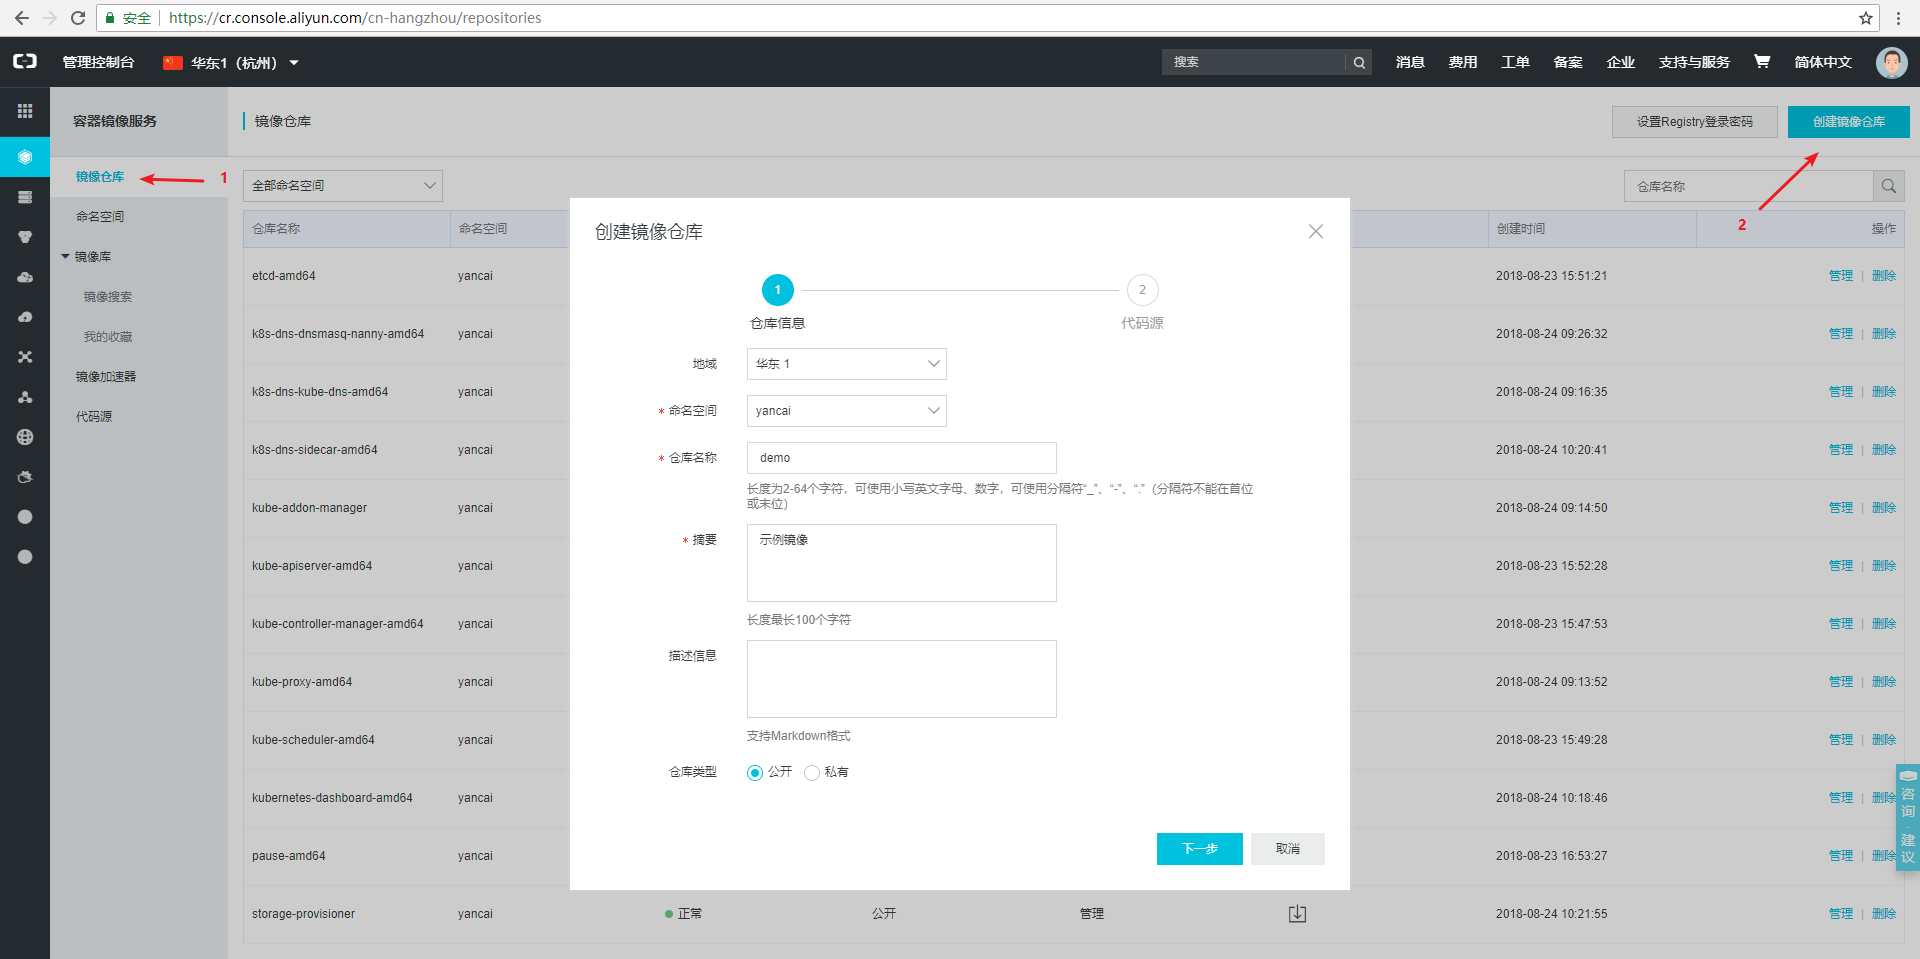 安全 https://cr.console.aliyun.com/cn-hangzhou/repositories
管理控制台 华东1（杭州） 搜索 消息 费用 工单 备案 企业 支持与服务 简体中文
容器镜像服务
镜像仓库 1
命名空间
镜像库
镜像搜索
我的收藏
镜像加速器
代码源
镜像仓库 设置Registry登录密码 创建镜像仓库
全部命名空间 仓库名称
2
仓库名称 命名空间 创建时间 操作
etcd-amd64 yancai 2018-08-23 15:51:21 管理 | 删除
k8s-dns-dnsmasq-nanny-amd64 yancai 2018-08-24 09:26:32 管理 | 删除
k8s-dns-kube-dns-amd64 yancai 2018-08-24 09:16:35 管理 | 删除
k8s-dns-sidecar-amd64 yancai 2018-08-24 10:20:41 管理 | 删除
kube-addon-manager yancai 2018-08-24 09:14:50 管理 | 删除
kube-apiserver-amd64 yancai 2018-08-23 15:52:28 管理 | 删除
kube-controller-manager-amd64 yancai 2018-08-23 15:47:53 管理 | 删除
kube-proxy-amd64 yancai 2018-08-24 09:13:52 管理 | 删除
kube-scheduler-amd64 yancai 2018-08-23 15:49:28 管理 | 删除
kubernetes-dashboard-amd64 yancai 2018-08-24 10:18:46 管理 | 删除
pause-amd64 yancai 2018-08-23 16:53:27 管理 | 删除
storage-provisioner yancai 正常 公开 管理 2018-08-24 10:21:55 管理 | 删除
创建镜像仓库
1 2
仓库信息 代码源
地域 华东 1
* 命名空间 yancai
* 仓库名称 demo
长度为2-64个字符，可使用小写英文字母、数字，可使用分隔符“_”、“-”、“.”（分隔符不能在首位
或末位）
* 摘要 示例镜像
长度最长100个字符
描述信息
支持Markdown格式
仓库类型 公开 私有
下一步 取消
咨询·建议